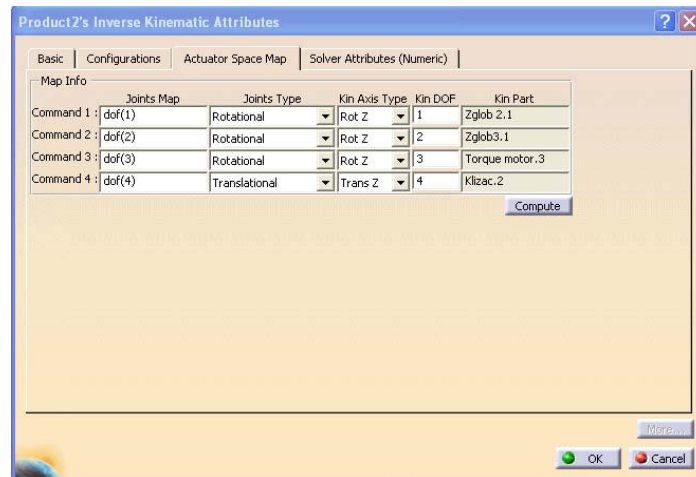 Product2's Inverse Kinematic Attributes
Basic Configurations Actuator Space Map Solver Attributes (Numeric)
Map Info
Joints Map Joints Type Kin Axis Type Kin DOF Kin Part
Command 1 : dof(1) Rotational Rot Z 1 Zglob 2.1
Command 2 : dof(2) Rotational Rot Z 2 Zglob3.1
Command 3 : dof(3) Rotational Rot Z 3 Torque motor.3
Command 4 : dof(4) Translational Trans Z 4 Klizac.2
Compute
More...
OK Cancel